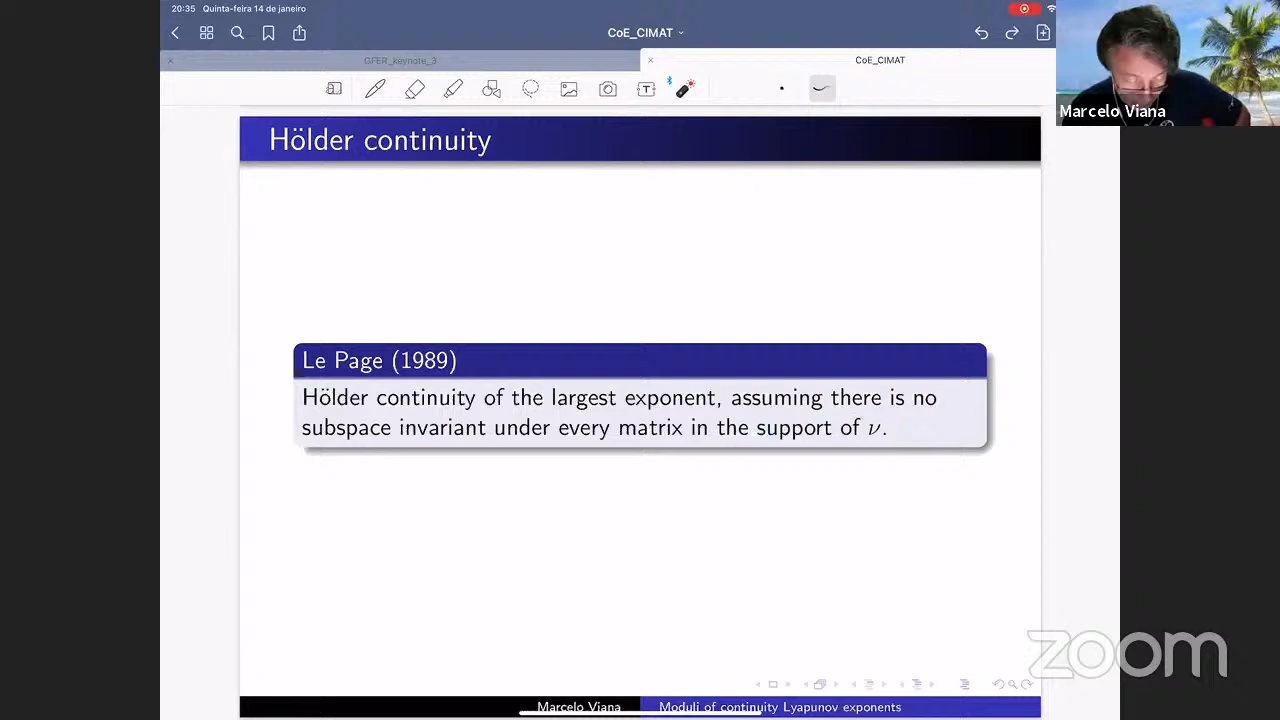 20:35 Quinta-feira 14 de janeiro
CoE_CIMAT
GFER_keynote_3
CoE_CIMAT
T
Marcelo Viana
Hölder continuity
Le Page (1989)
Hölder continuity of the largest exponent, assuming there is no
subspace invariant under every matrix in the support of ν.
zoom
Marcelo Viana
Moduli of continuity Lyapunov exponents